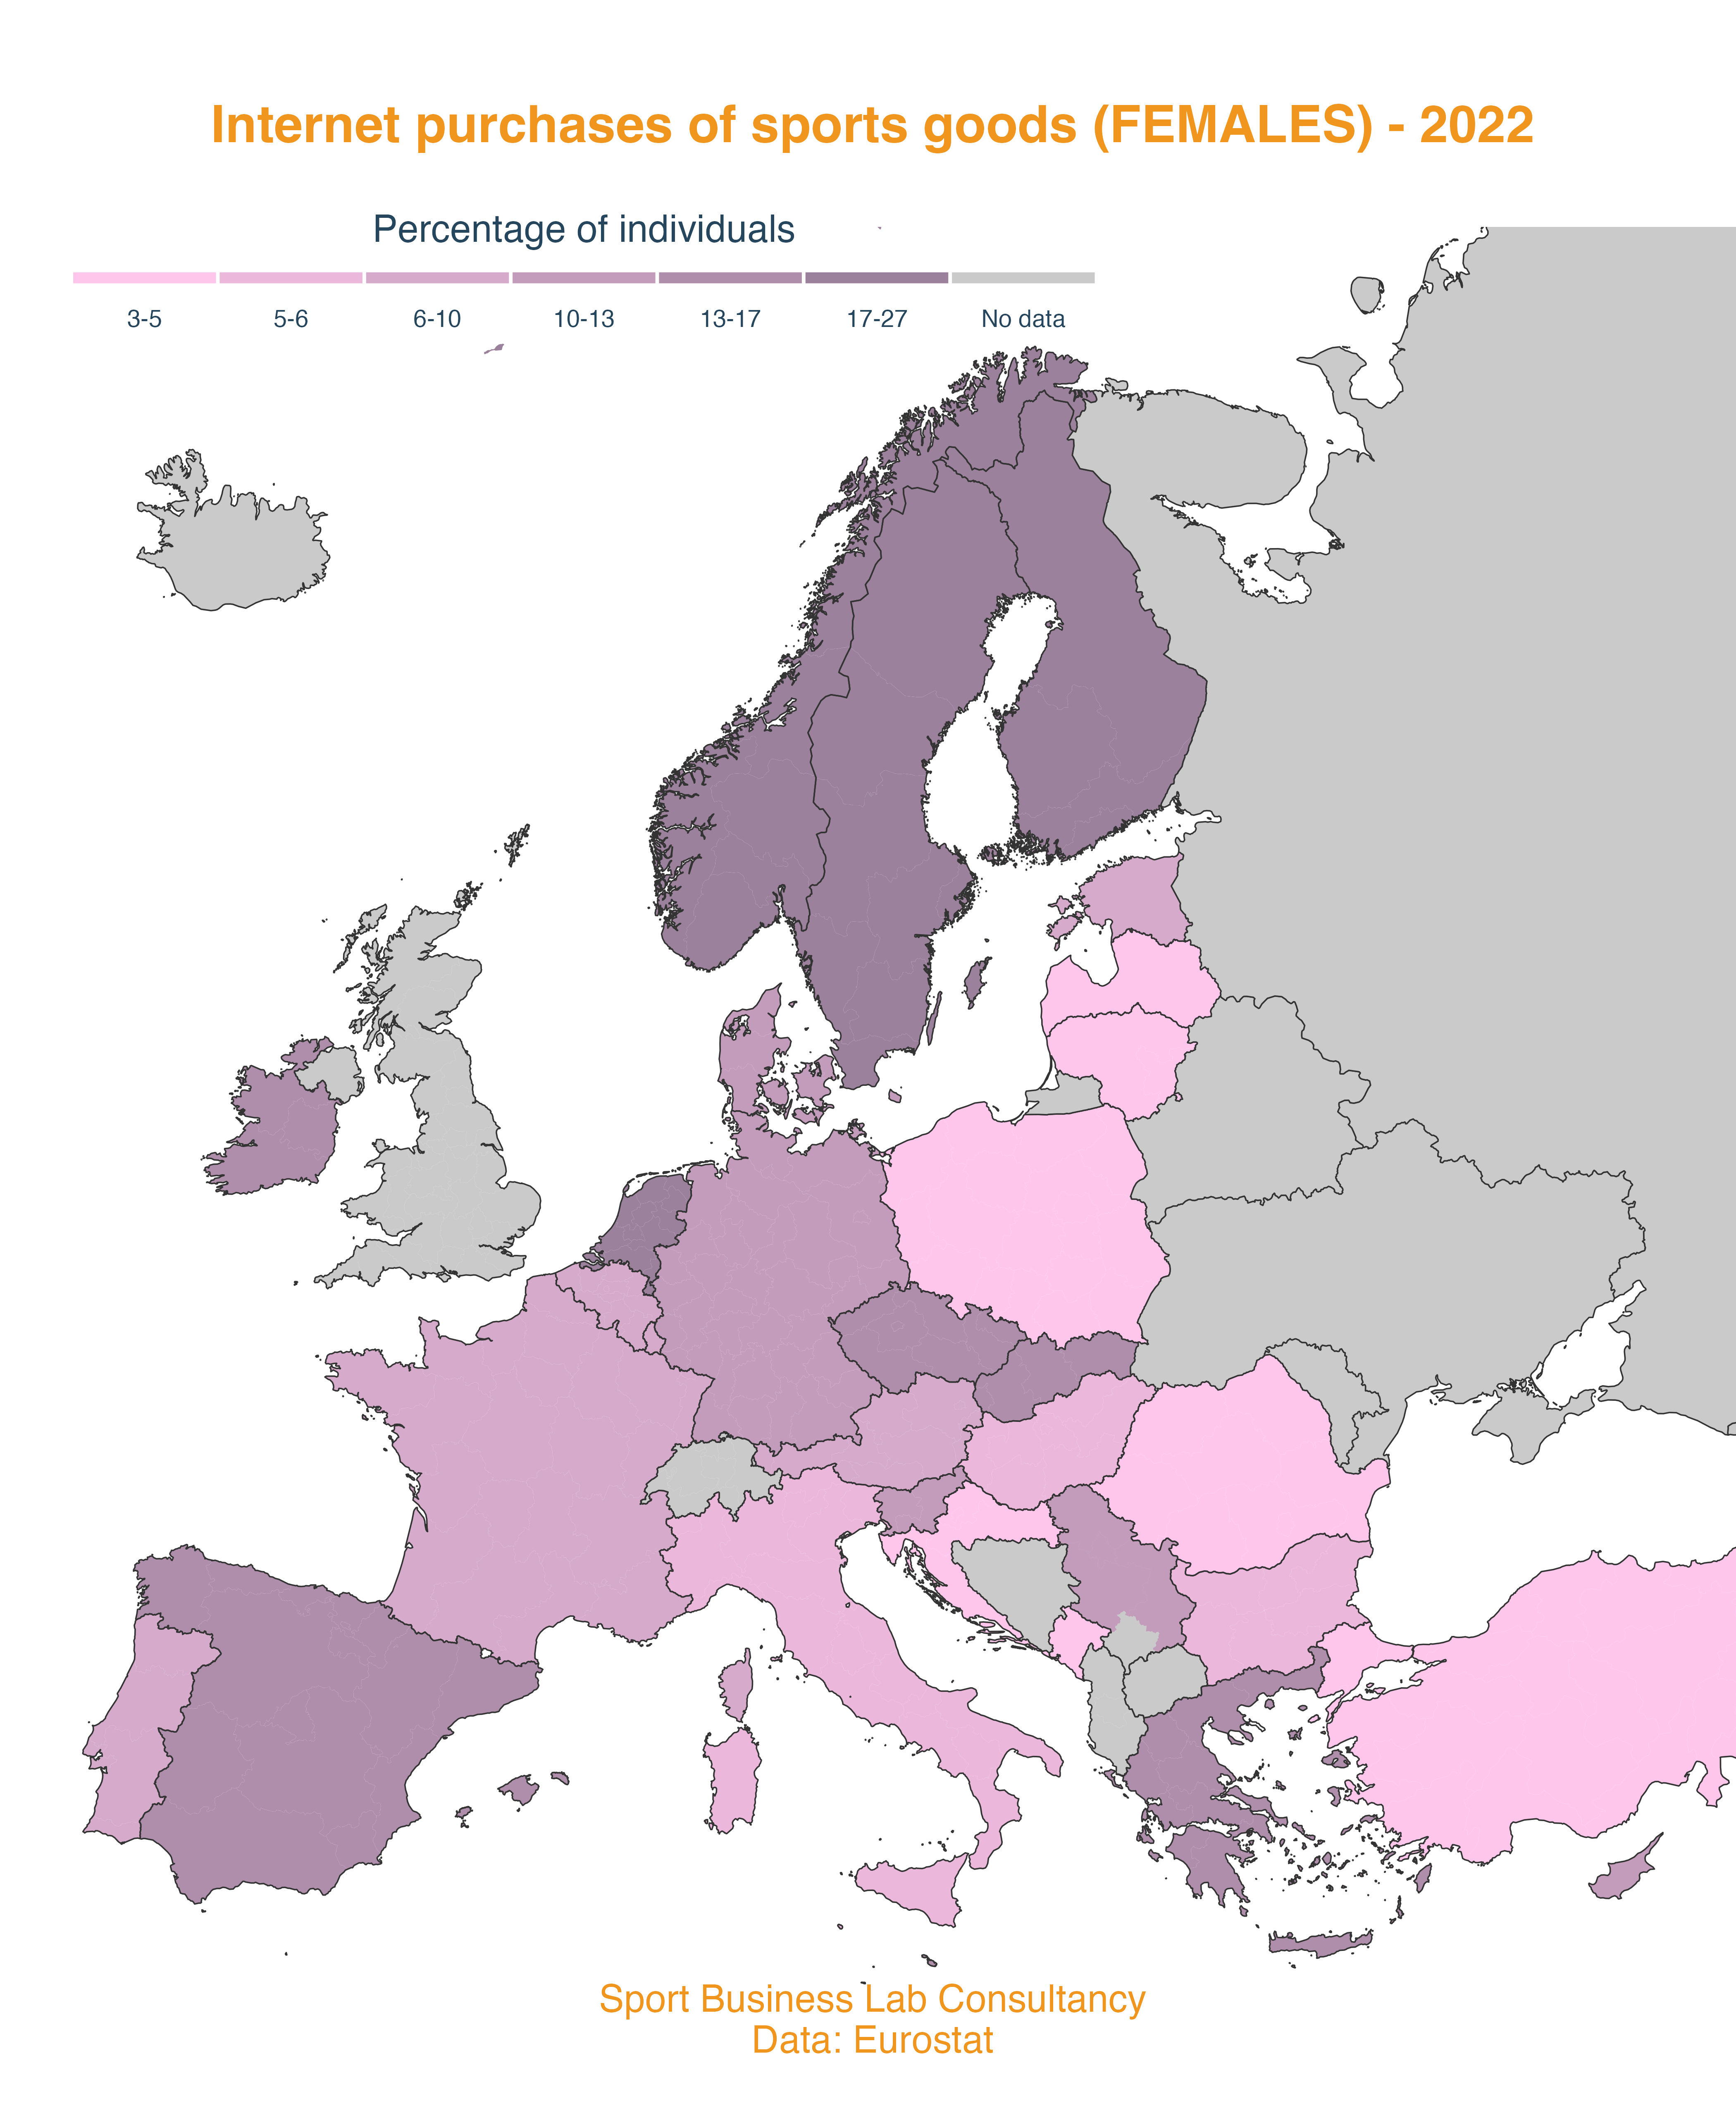 Internet purchases of sports goods (FEMALES) - 2022
Percentage of individuals
3-5 5-6 6-10 10-13 13-17 17-27 No data
Sport Business Lab Consultancy
Data: Eurostat